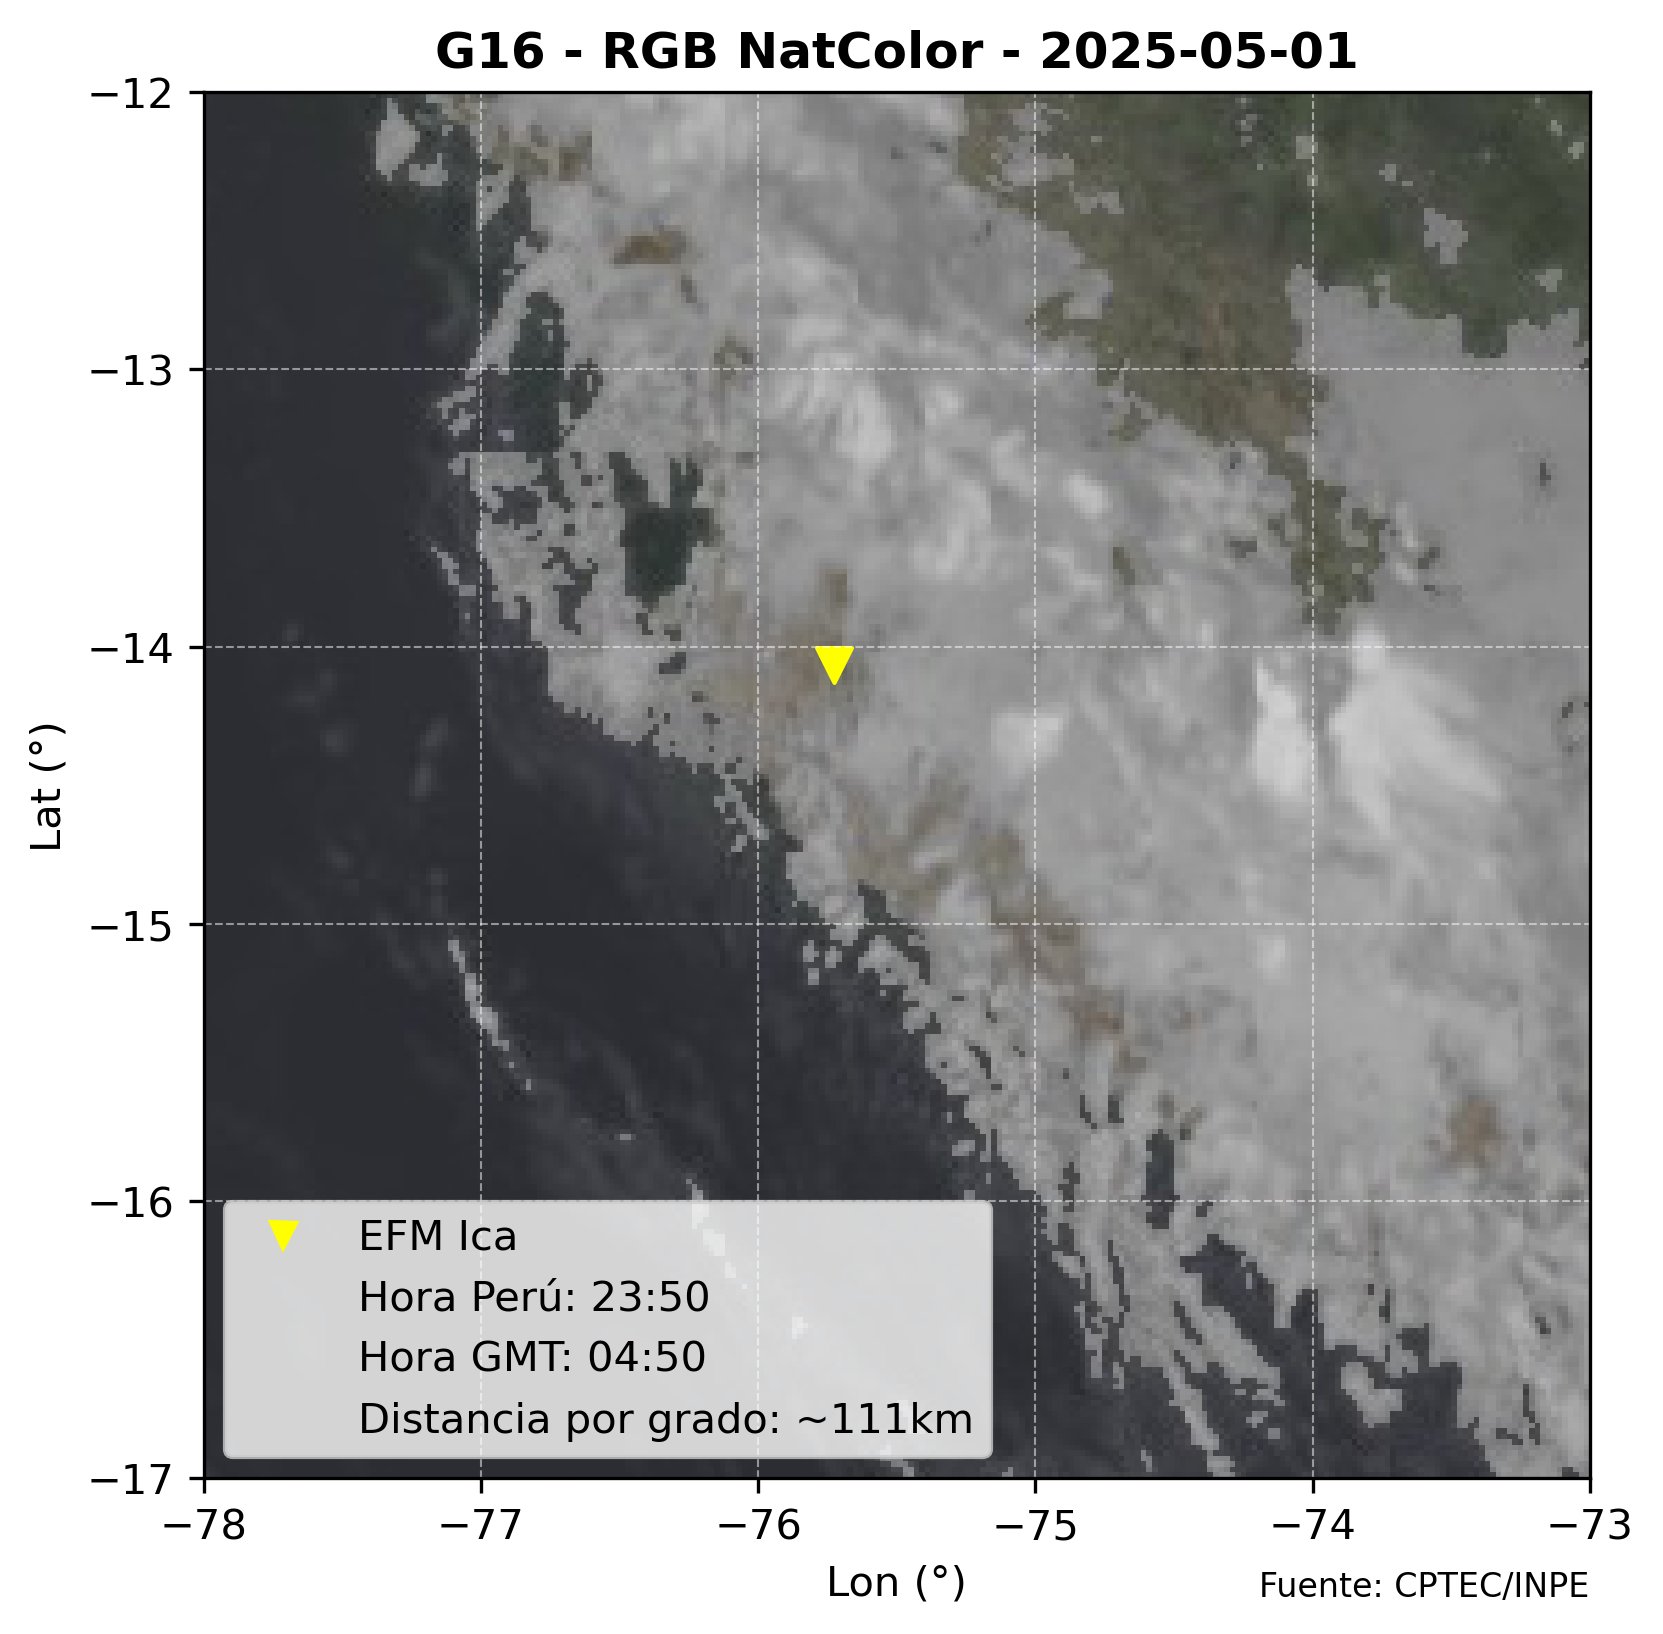 G16 - RGB NatColor - 2025-05-01
−12
−13
−14
−15
−16
−17
Lat (°)
EFM Ica
Hora Perú: 23:50
Hora GMT: 04:50
Distancia por grado: ~111km
−78 −77 −76 −75 −74 −73
Lon (°)
Fuente: CPTEC/INPE